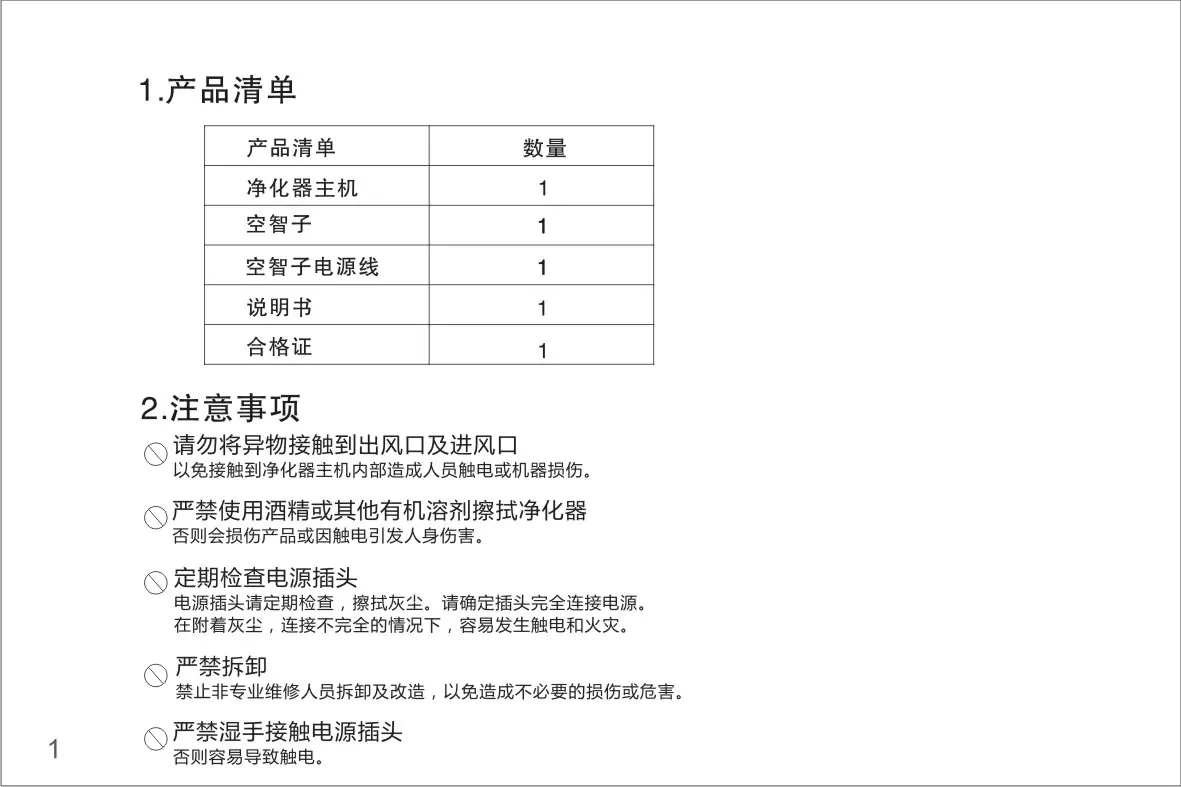 1.产品清单
产品清单 数量
净化器主机 1
空智子 1
空智子电源线 1
说明书 1
合格证 1
2.注意事项
请勿将异物接触到出风口及进风口
以免接触到净化器主机内部造成人员触电或机器损伤。
严禁使用酒精或其他有机溶剂擦拭净化器
否则会损伤产品或因触电引发人身伤害。
定期检查电源插头
电源插头请定期检查，擦拭灰尘。请确定插头完全连接电源。
在附着灰尘，连接不完全的情况下，容易发生触电和火灾。
严禁拆卸
禁止非专业维修人员拆卸及改造，以免造成不必要的损伤或危害。
严禁湿手接触电源插头
否则容易导致触电。
1